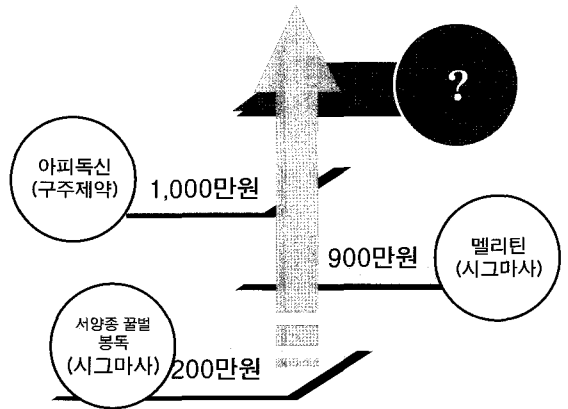 ?
아피독신
(구주제약)
1,000만원
900만원
멜리틴
(시그마사)
서양종 꿀벌
봉독
(시그마사)
200만원